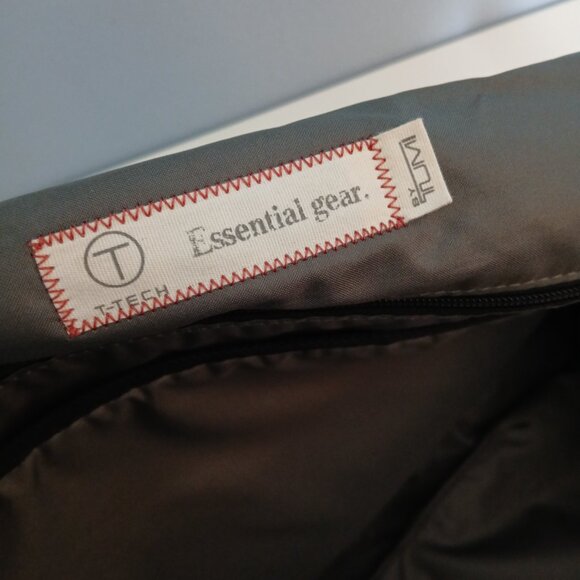 T
T-TECH
Essential gear.
BY TUMI